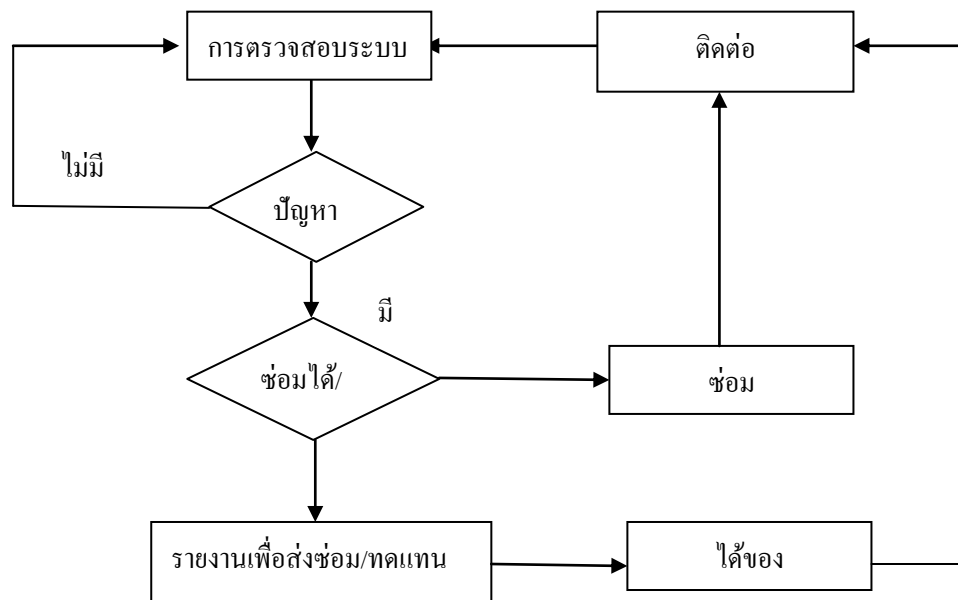 การตรวจสอบระบบ
ติดต่อ
ไม่มี
ปัญหา
มี
ซ่อมได้/
ซ่อม
รายงานเพื่อส่งซ่อม/ทดแทน
ได้ของ